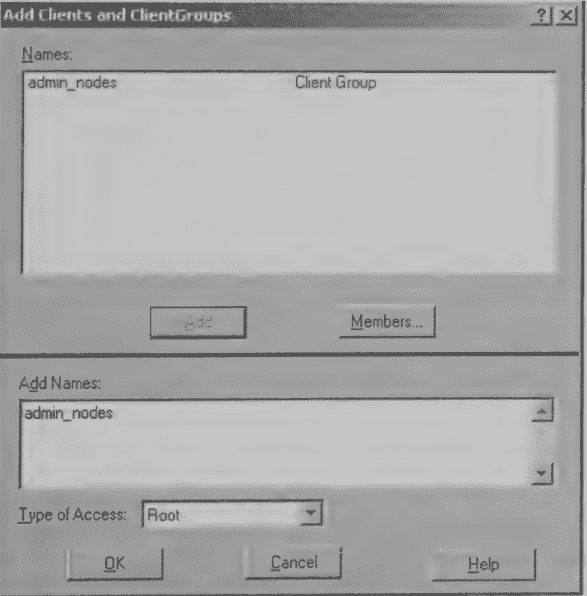 Add Clients and ClientGroups
Names:
admin_nodes Client Group
Add Members...
Add Names:
admin_nodes
Type of Access: Root
OK Cancel Help